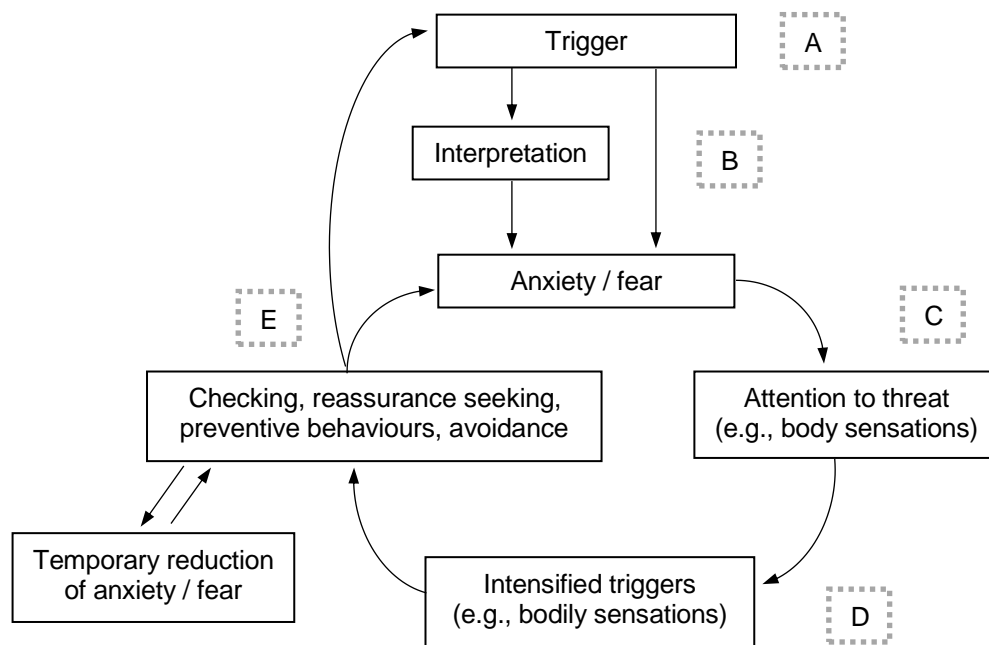 Trigger
A
Interpretation
B
Anxiety / fear
E
C
Checking, reassurance seeking,
preventive behaviours, avoidance
Attention to threat
(e.g., body sensations)
Temporary reduction
of anxiety / fear
Intensified triggers
(e.g., bodily sensations)
D